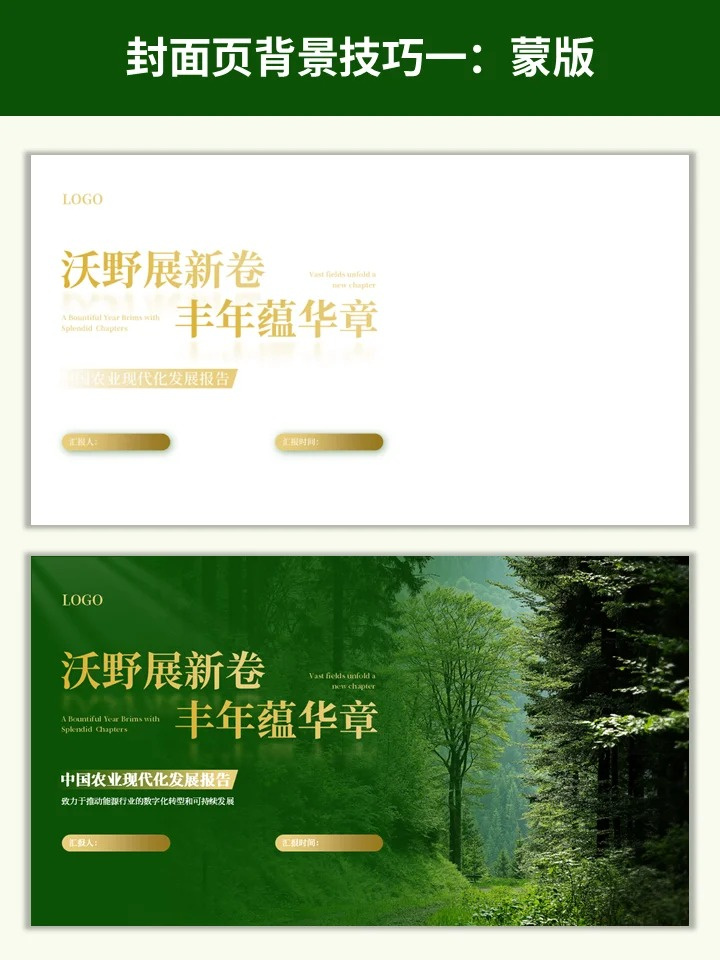 封面页背景技巧一：蒙版
LOGO
沃野展新卷
Vast fields unfold a
new chapter
A Bountiful Year Brims with
Splendid Chapters
丰年蕴华章
中国农业现代化发展报告
汇报人：
汇报时间：
LOGO
沃野展新卷
Vast fields unfold a
new chapter
A Bountiful Year Brims with
Splendid Chapters
丰年蕴华章
中国农业现代化发展报告
致力于推动能源行业的数字化转型和可持续发展
汇报人：
汇报时间：